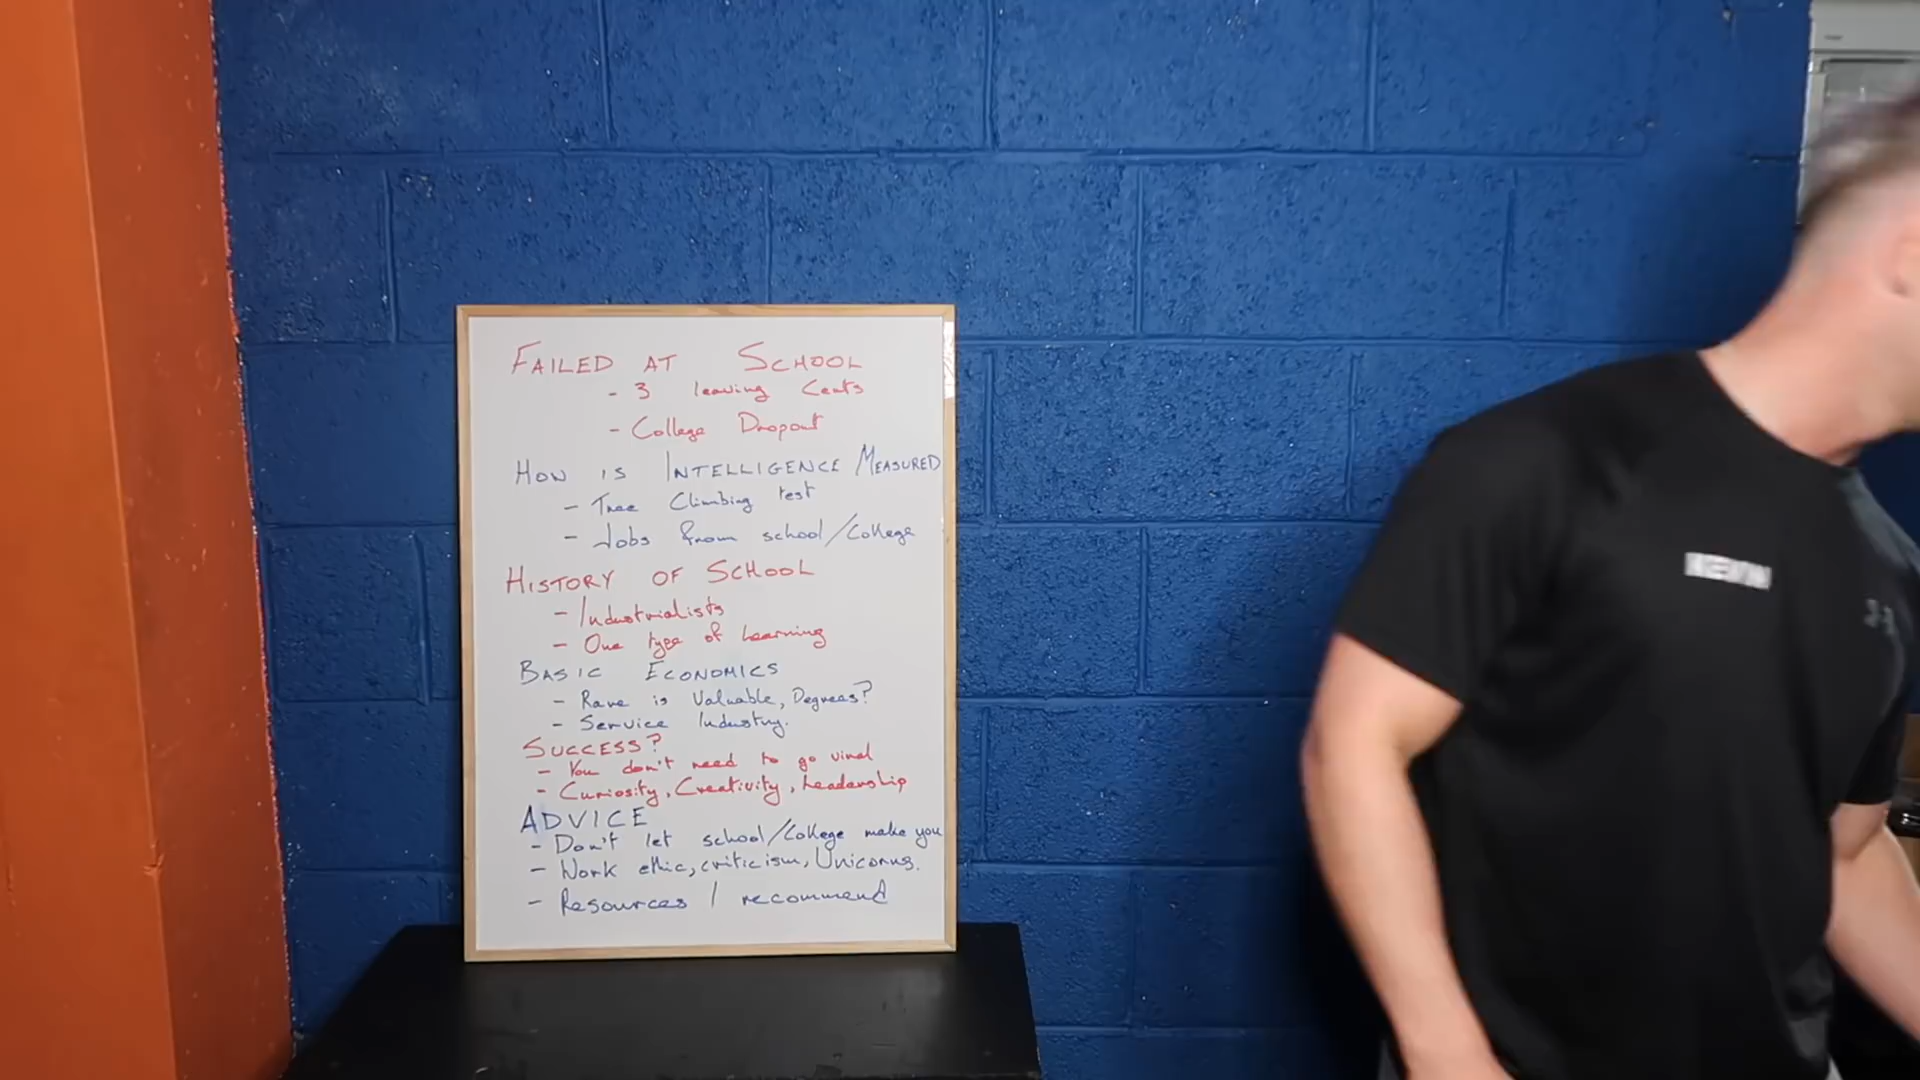 FAILED AT SCHOOL
- 3 leaving Certs
- College Dropout
HOW IS INTELLIGENCE MEASURED
- Tree Climbing test
- Jobs from school/College
HISTORY OF SCHOOL
- Industrialists
- One type of Learning
BASIC ECONOMICS
- Rare is Valuable, Degrees?
- Service Industry.
SUCCESS?
- You don't need to go viral
- Curiosity, Creativity, Leadership
ADVICE
- Don't let school/College make you
- Work ethic, criticism, Unicorns.
- Resources I recommend
KEVIN